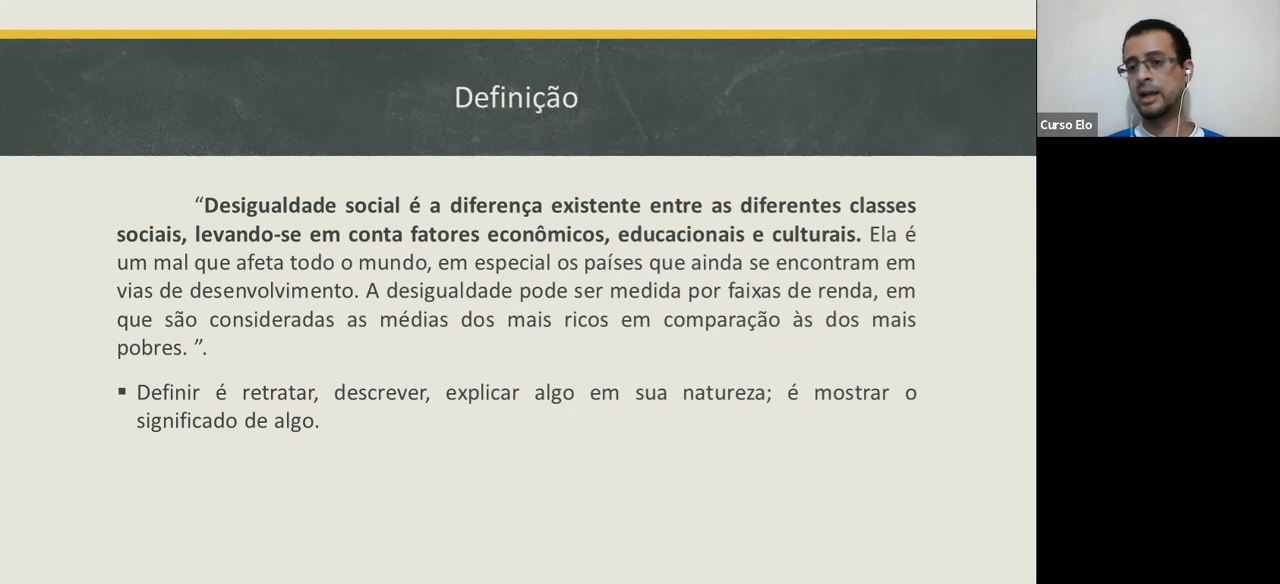 Definição
“Desigualdade social é a diferença existente entre as diferentes classes
sociais, levando-se em conta fatores econômicos, educacionais e culturais. Ela é
um mal que afeta todo o mundo, em especial os países que ainda se encontram em
vias de desenvolvimento. A desigualdade pode ser medida por faixas de renda, em
que são consideradas as médias dos mais ricos em comparação às dos mais
pobres. ”.
▪ Definir é retratar, descrever, explicar algo em sua natureza; é mostrar o
significado de algo.
Curso Elo